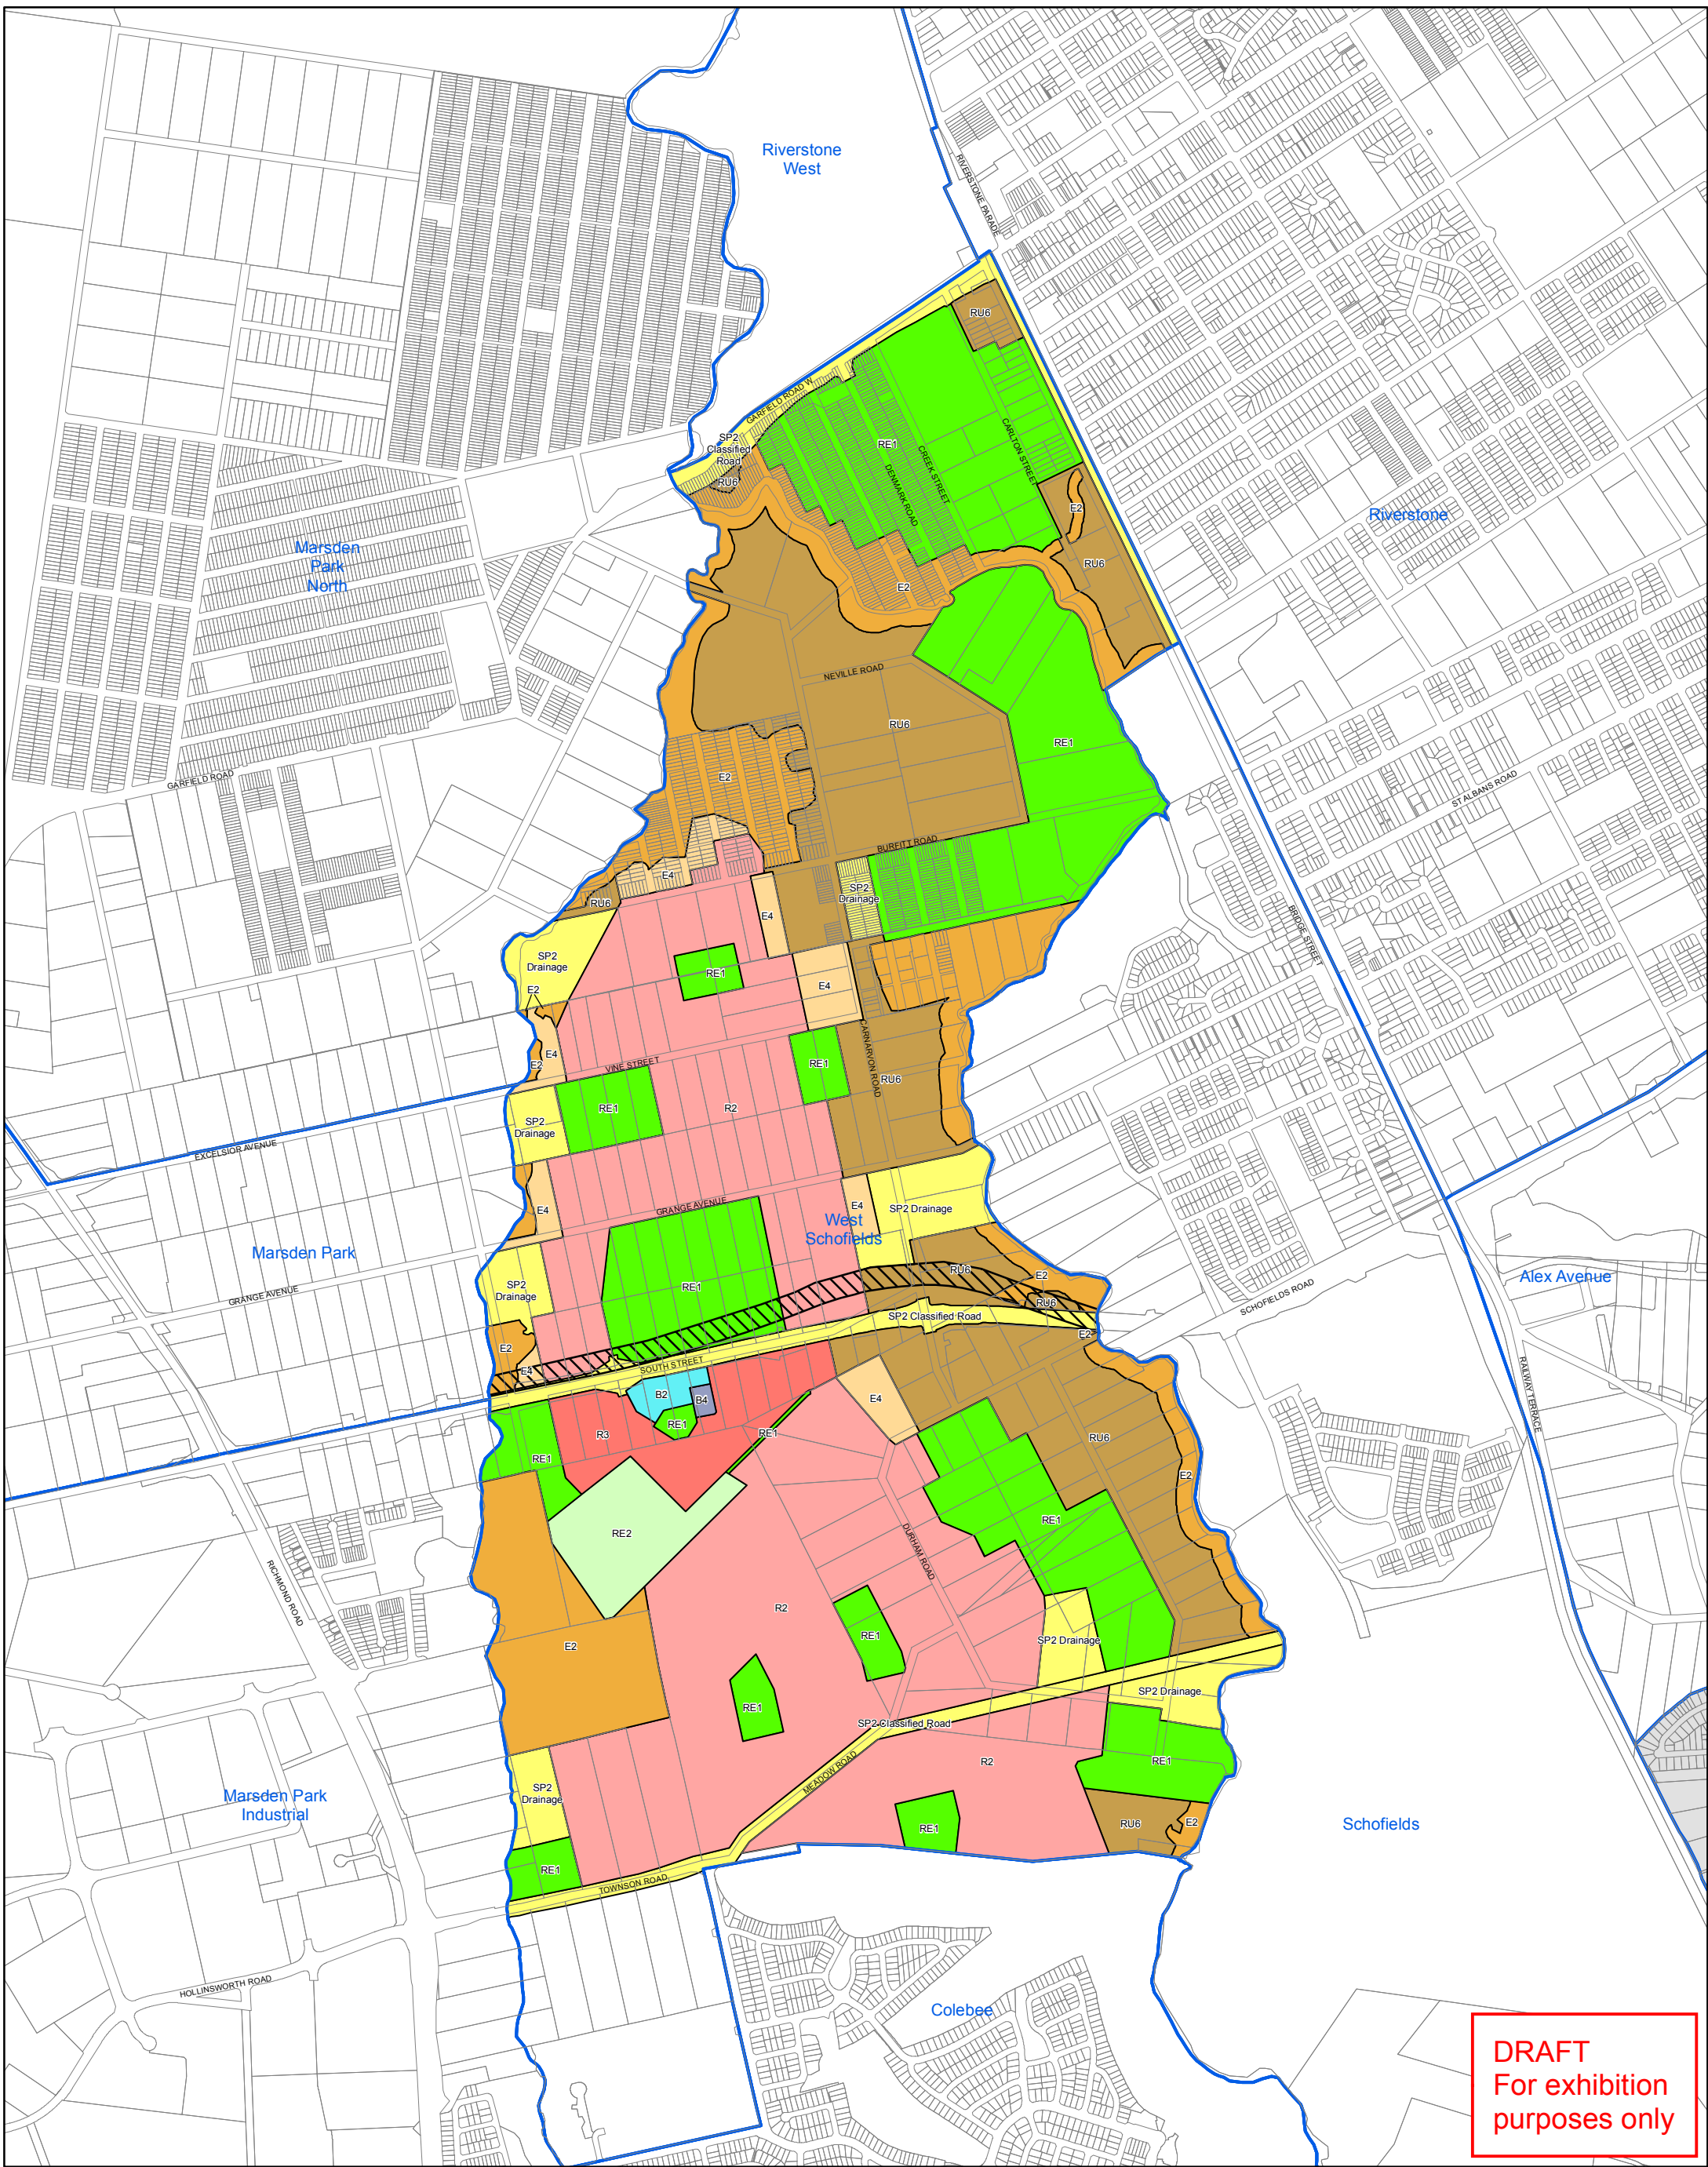 Riverstone
West
RIVERSTONE PARADE
RU6
GARFIELD ROAD W
SP2
Classified
Road
RU6
RE1
CREEK STREET
DENMARK ROAD
CARLTON STREET
E2
RU6
Riverstone
Marsden
Park
North
E2
NEVILLE ROAD
RU6
RE1
E2
GARFIELD ROAD
ST ALBANS ROAD
BURFITT ROAD
E4
SP2
Drainage
RU6
E4
BRIDGE STREET
SP2
Drainage
RE1
E4
E2
E4
E2
VINE STREET
RE1
CARNARVON ROAD
RU6
RE1
R2
SP2
Drainage
EXCELSIOR AVENUE
E4
GRANGE AVENUE
E4
SP2 Drainage
West
Schofields
Marsden Park
RU6
E2
Alex Avenue
SP2
Drainage
RE1
GRANGE AVENUE
RU6
SCHOFIELDS ROAD
SP2 Classified Road
E2
E2
E4
SOUTH STREET
RAILWAY TERRACE
B2
B4
E4
RE1
R3
RE1
RE1
RU6
E2
RE2
RE1
DURHAM ROAD
RICHMOND ROAD
R2
RE1
SP2 Drainage
E2
SP2 Drainage
RE1
SP2 Classified Road
MEADOW ROAD
R2
RE1
SP2
Drainage
Marsden Park
Industrial
RE1
RU6
E2
Schofields
RE1
TOWNSON ROAD
HOLLINSWORTH ROAD
Colebee
DRAFT
For exhibition
purposes only